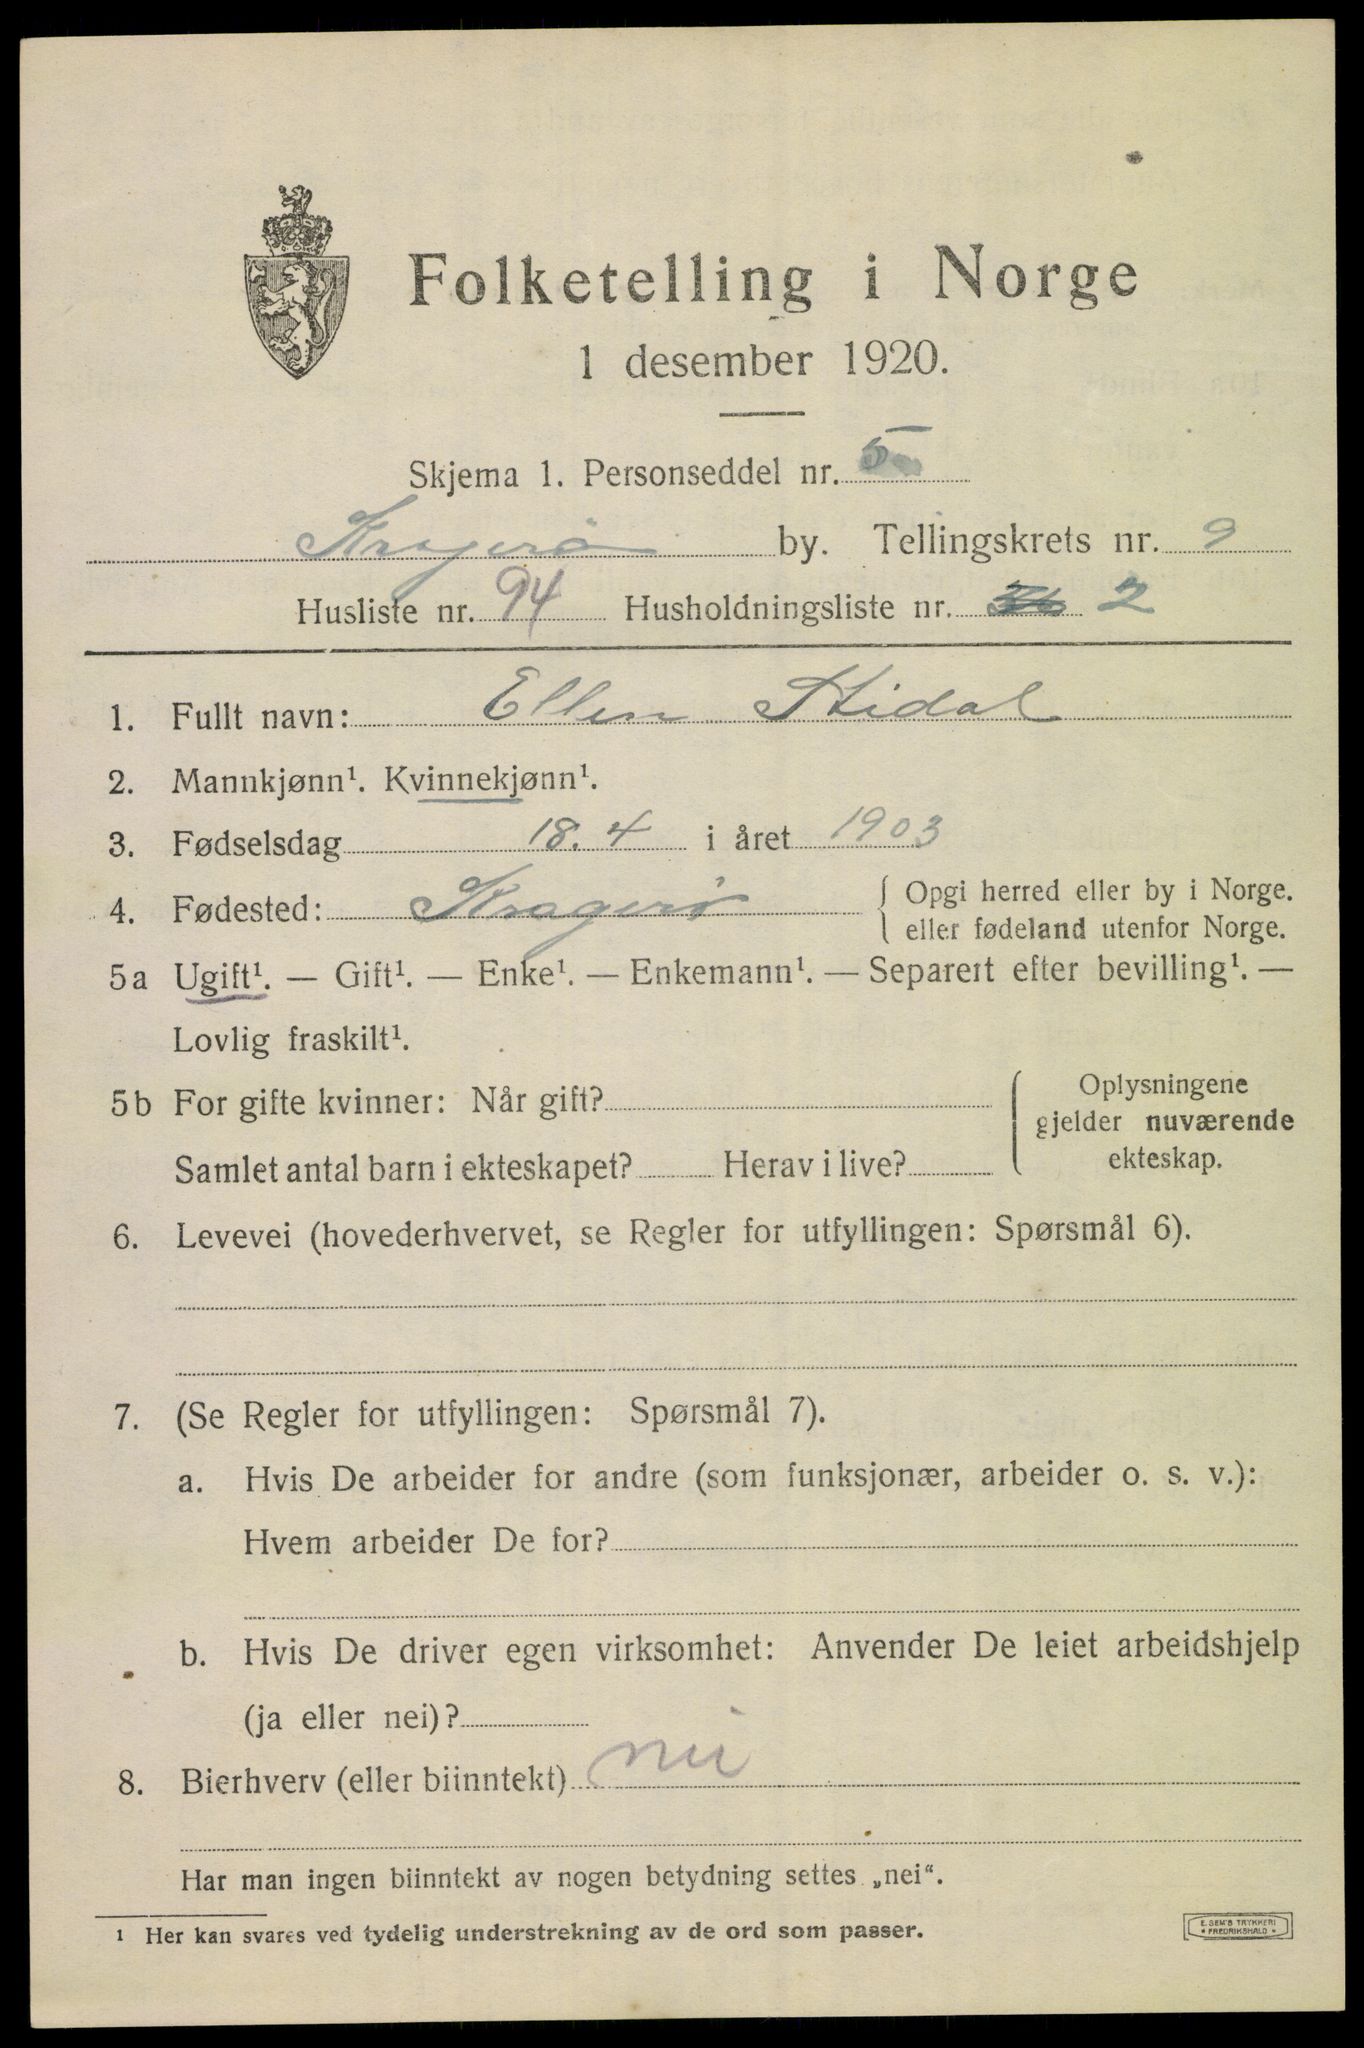 Folketelling i Norge
1 desember 1920.
Skjema 1. Personseddel nr. 5
Kragerö by. Tellingskrets nr. 9
Husliste nr. 94 Husholdningsliste nr. 2
1. Fullt navn: Ellen Stidal
2. Mannkjønn¹. Kvinnekjønn¹.
3. Fødselsdag 18. 4 i året 1903
4. Fødested: Kragerö { Opgi herred eller by i Norge.
eller fødeland utenfor Norge.
5a Ugift¹. — Gift¹. — Enke¹. — Enkemann¹. — Separert efter bevilling¹. —
Lovlig fraskilt¹.
5b For gifte kvinner: Når gift?
Samlet antal barn i ekteskapet? Herav i live?
Oplysningene
gjelder nuværende
ekteskap.
6. Levevei (hovederhvervet, se Regler for utfyllingen: Spørsmål 6).
7. (Se Regler for utfyllingen: Spørsmål 7).
a. Hvis De arbeider for andre (som funksjonær, arbeider o. s. v.):
Hvem arbeider De for?
b. Hvis De driver egen virksomhet: Anvender De leiet arbeidshjelp
(ja eller nei)?
8. Bierhverv (eller biinntekt) nei
Har man ingen biinntekt av nogen betydning settes „nei“.
¹ Her kan svares ved tydelig understrekning av de ord som passer.
E. SEM'S TRYKKERI
* FREDRIKSHALD *